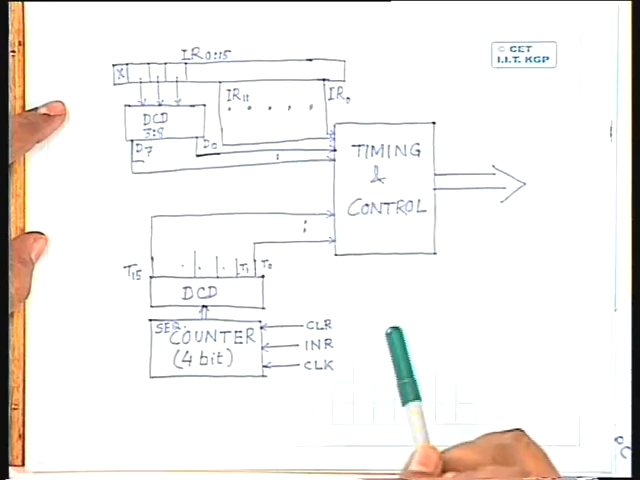 IR0:15
© CET
I.I.T. KGP
X
IR11
IR0
DCD
3:8
D7
D0
TIMING
&
CONTROL
T15
T1
T0
DCD
SEQ.
COUNTER
(4 bit)
CLR
INR
CLK